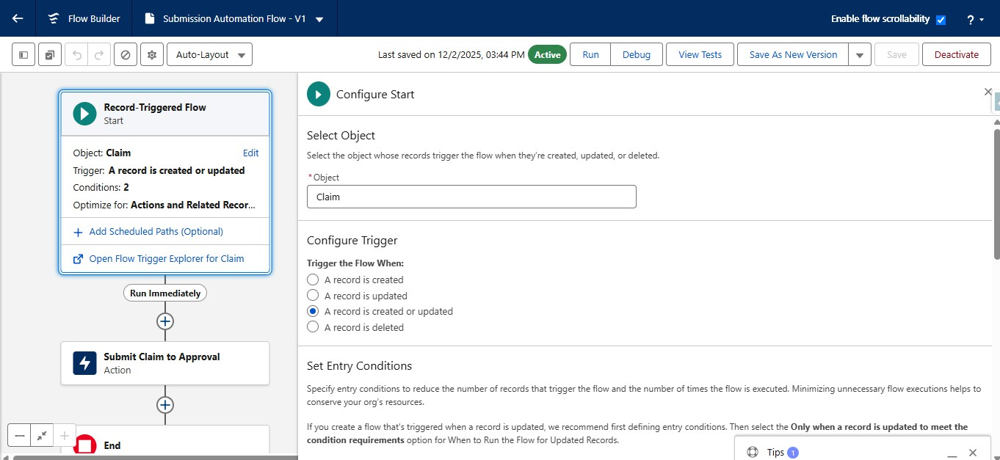 Flow Builder
Submission Automation Flow - V1
Enable flow scrollability
?
Auto-Layout
Last saved on 12/2/2025, 03:44 PM
Active
Run
Debug
View Tests
Save As New Version
Save
Deactivate
Record-Triggered Flow
Start
Object: Claim
Edit
Trigger: A record is created or updated
Conditions: 2
Optimize for: Actions and Related Recor...
Add Scheduled Paths (Optional)
Open Flow Trigger Explorer for Claim
Run Immediately
Submit Claim to Approval
Action
End
Configure Start
Select Object
Select the object whose records trigger the flow when they're created, updated, or deleted.
*Object
Claim
Configure Trigger
Trigger the Flow When:
A record is created
A record is updated
A record is created or updated
A record is deleted
Set Entry Conditions
Specify entry conditions to reduce the number of records that trigger the flow and the number of times the flow is executed. Minimizing unnecessary flow executions helps to
conserve your org's resources.
If you create a flow that's triggered when a record is updated, we recommend first defining entry conditions. Then select the Only when a record is updated to meet the
condition requirements option for When to Run the Flow for Updated Records.
Tips 1